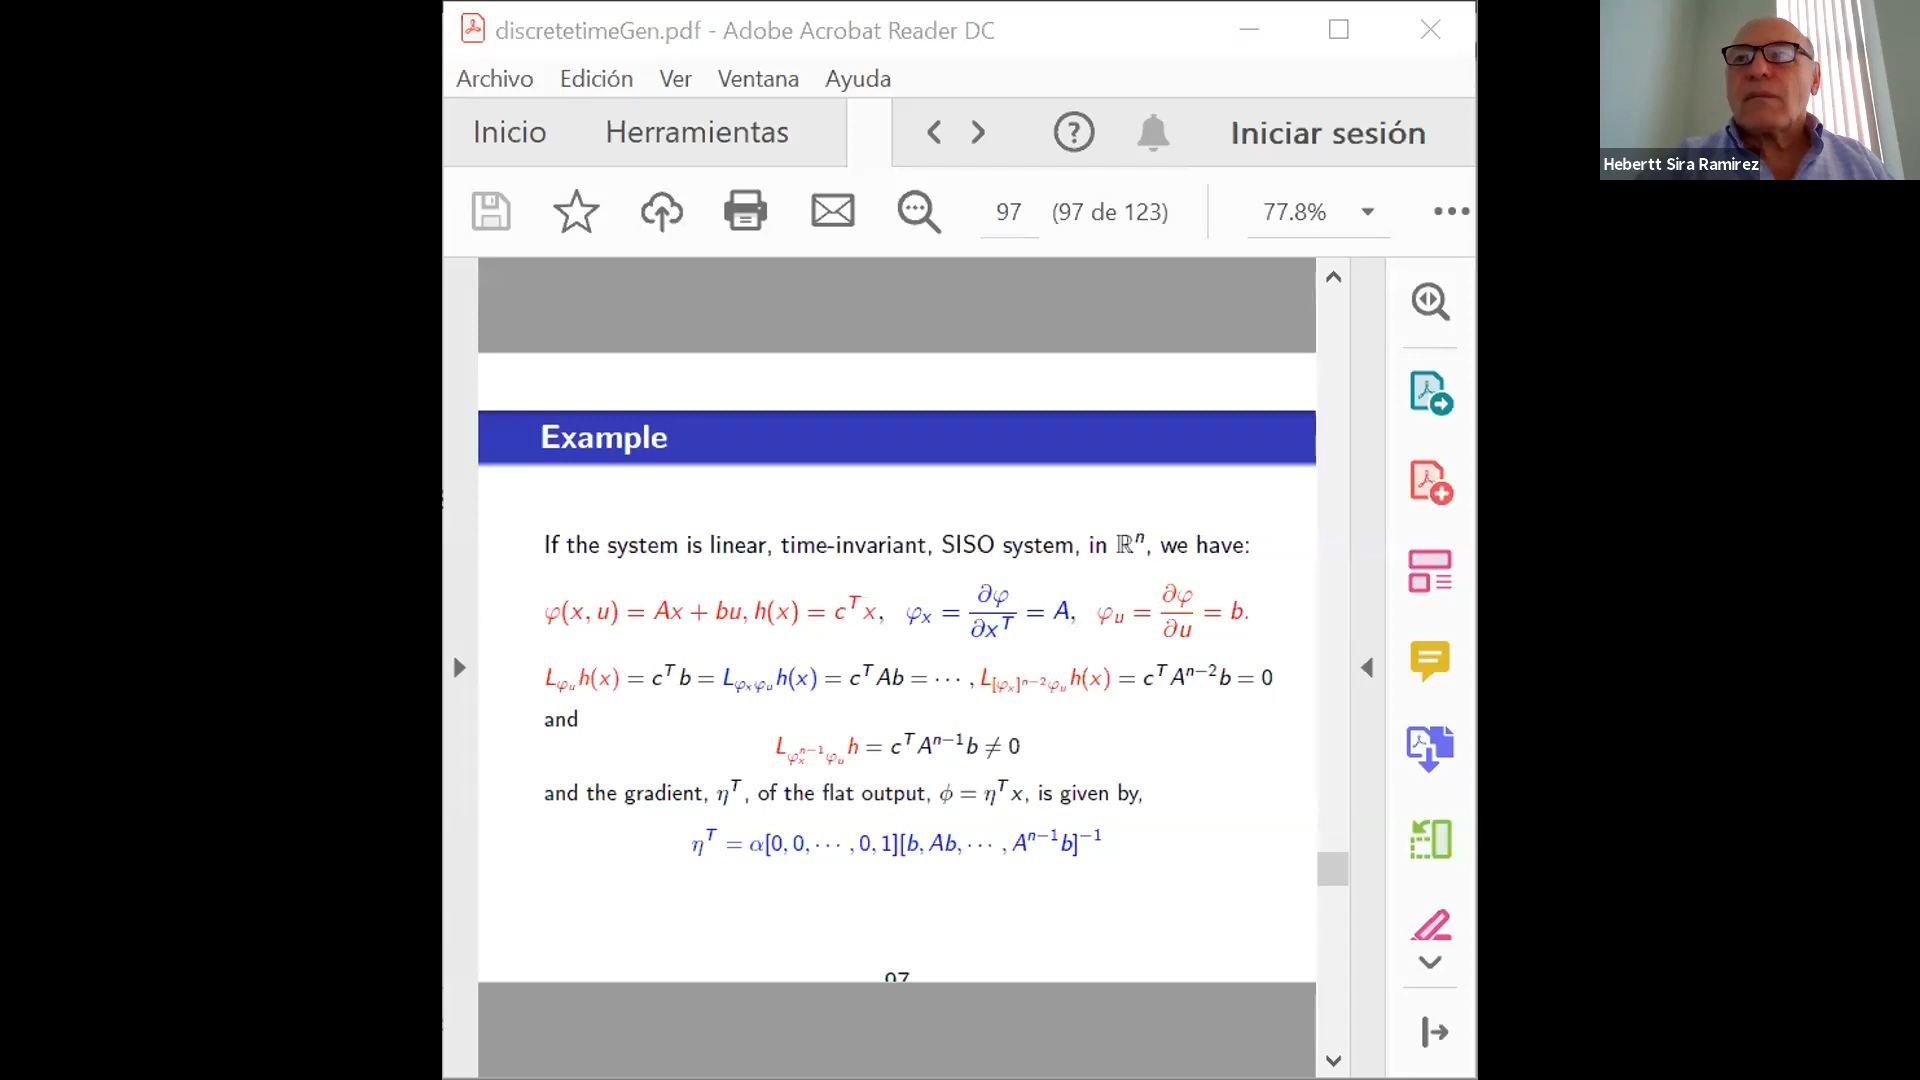 discretetimeGen.pdf - Adobe Acrobat Reader DC
Archivo Edición Ver Ventana Ayuda
Inicio Herramientas Iniciar sesión
97 (97 de 123) 77.8%
Hebertt Sira Ramirez
Example
If the system is linear, time-invariant, SISO system, in ℝⁿ, we have:
φ(x, u) = Ax + bu, h(x) = cᵀx, φₓ = ∂φ/∂xᵀ = A, φᵤ = ∂φ/∂u = b.
L_{φᵤ}h(x) = cᵀb = L_{φₓφᵤ}h(x) = cᵀAb = ⋯ , L_{[φₓ]ⁿ⁻²φᵤ}h(x) = cᵀAⁿ⁻²b = 0
and
L_{φₓⁿ⁻¹φᵤ}h = cᵀAⁿ⁻¹b ≠ 0
and the gradient, ηᵀ, of the flat output, ϕ = ηᵀx, is given by,
ηᵀ = α[0, 0, ⋯ , 0, 1][b, Ab, ⋯ , Aⁿ⁻¹b]⁻¹
97